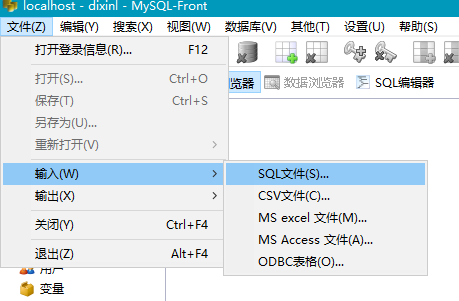 localhost - dixinl - MySQL-Front
文件(Z) 编辑(Y) 搜索(X) 视图(W) 数据库(V) 其他(T) 设置(S) 帮助(R)
打开登录信息(R)... F12
打开(S)... Ctrl+O
保存(T) Ctrl+S
另存为(U)...
重新打开(V)
输入(W)
输出(X)
关闭(Y) Ctrl+F4
退出(Z) Alt+F4
浏览器 数据浏览器 SQL编辑器
SQL文件(S)...
CSV文件(C)...
MS excel 文件(M)...
MS Access 文件(A)...
ODBC表格(O)...
用户
变量